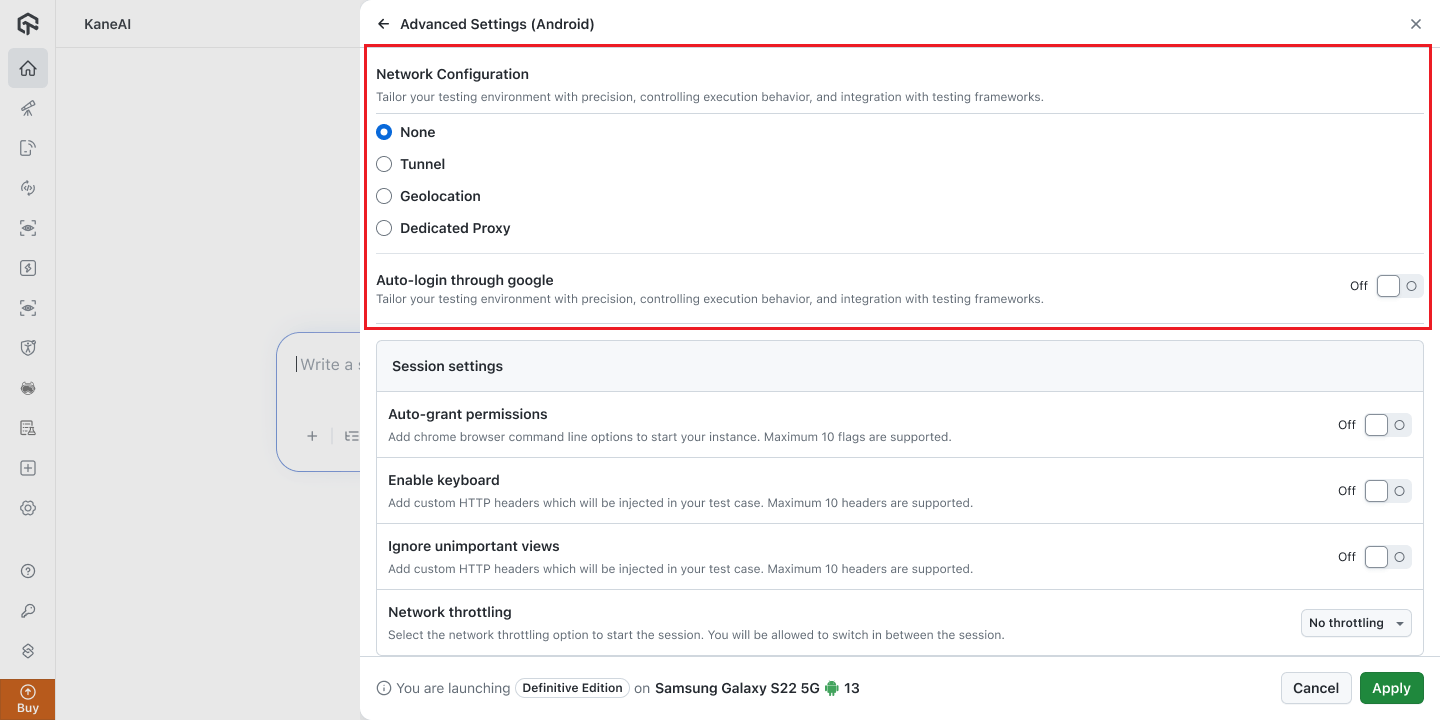 KaneAI
Advanced Settings (Android)
Network Configuration
Tailor your testing environment with precision, controlling execution behavior, and integration with testing frameworks.
None
Tunnel
Geolocation
Dedicated Proxy
Auto-login through google
Off
Tailor your testing environment with precision, controlling execution behavior, and integration with testing frameworks.
Write a
Session settings
Auto-grant permissions
Off
Add chrome browser command line options to start your instance. Maximum 10 flags are supported.
Enable keyboard
Off
Add custom HTTP headers which will be injected in your test case. Maximum 10 headers are supported.
Ignore unimportant views
Off
Add custom HTTP headers which will be injected in your test case. Maximum 10 headers are supported.
Network throttling
No throttling
Select the network throttling option to start the session. You will be allowed to switch in between the session.
You are launching Definitive Edition on Samsung Galaxy S22 5G 13
Cancel
Apply
Buy